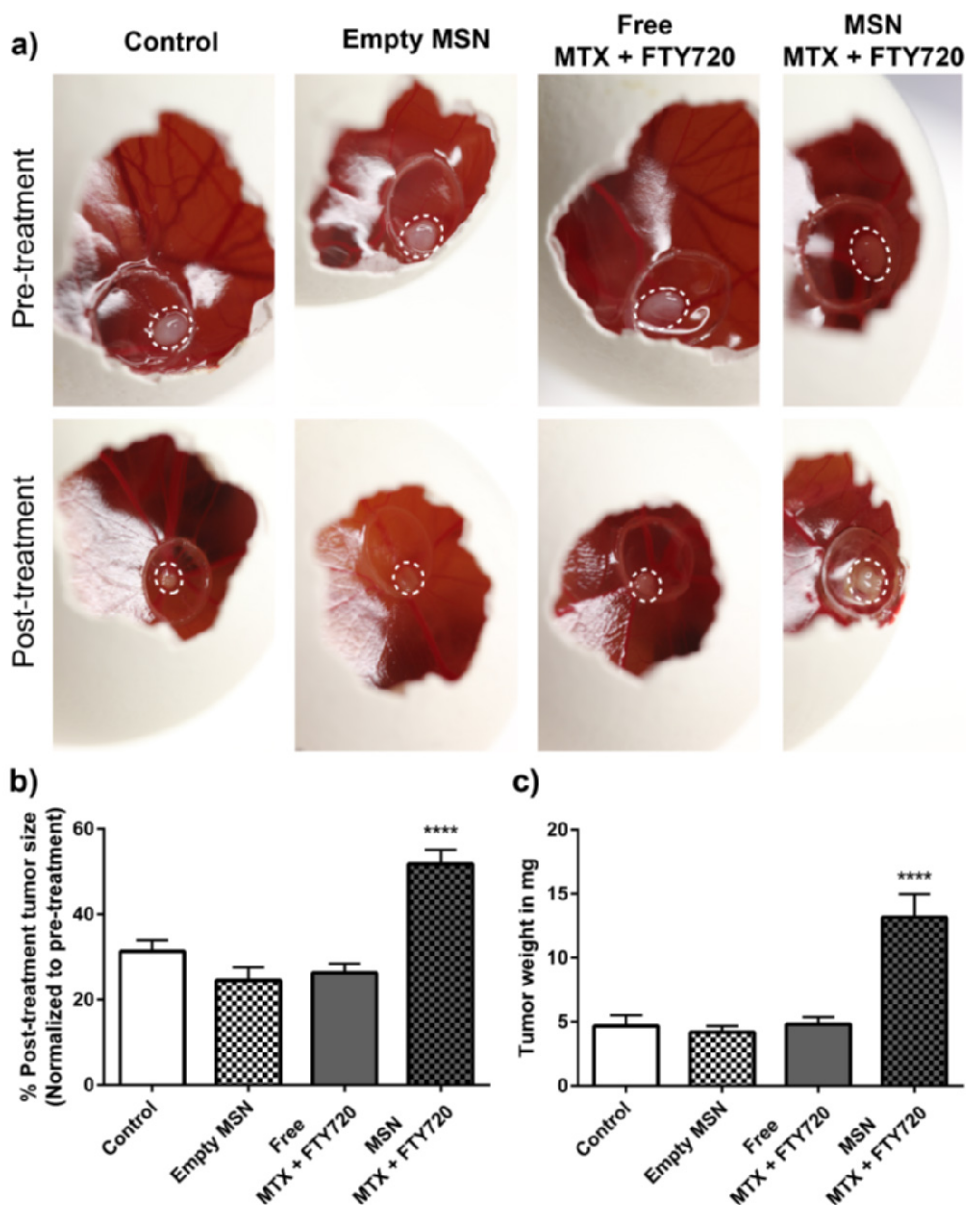 a)
Control
Empty MSN
Free
MTX + FTY720
MSN
MTX + FTY720
Pre-treatment
Post-treatment
b)
% Post-treatment tumor size
(Normalized to pre-treatment)
60
40
20
0
****
Control
Empty MSN
Free
MTX + FTY720
MSN
MTX + FTY720
c)
Tumor weight in mg
20
15
10
5
0
****
Control
Empty MSN
Free
MTX + FTY720
MSN
MTX + FTY720